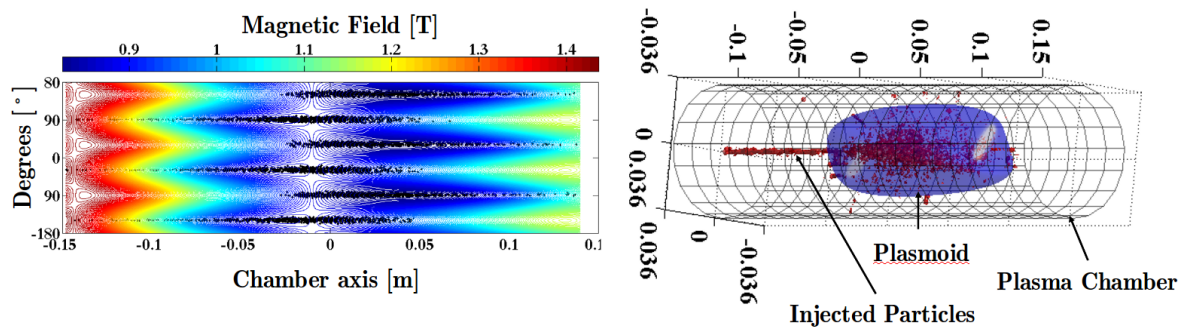 Magnetic Field [T]
0.9 1 1.1 1.2 1.3 1.4
Degrees [°]
80
90
0
90
-180
-0.15 -0.1 -0.05 0 0.05 0.1 0.1
Chamber axis [m]
-0.036
-0.1
-0.05
0
0.05
0.1
0.15
0
0.036
0.036
0
-0.036
Plasmoid
Plasma Chamber
Injected Particles